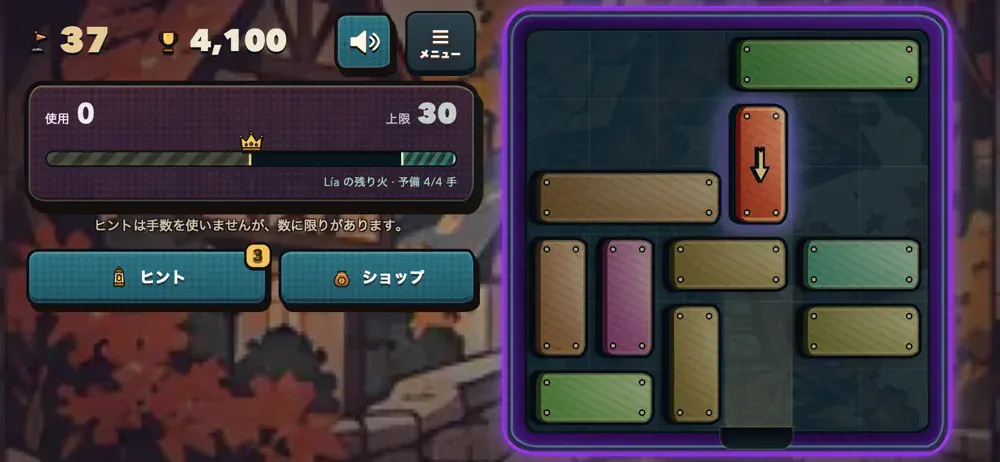 37
4,100
メニュー
使用 0
上限 30
Lía の残り火 · 予備 4/4 手
ヒントは手数を使いませんが、数に限りがあります。
ヒント
3
ショップ